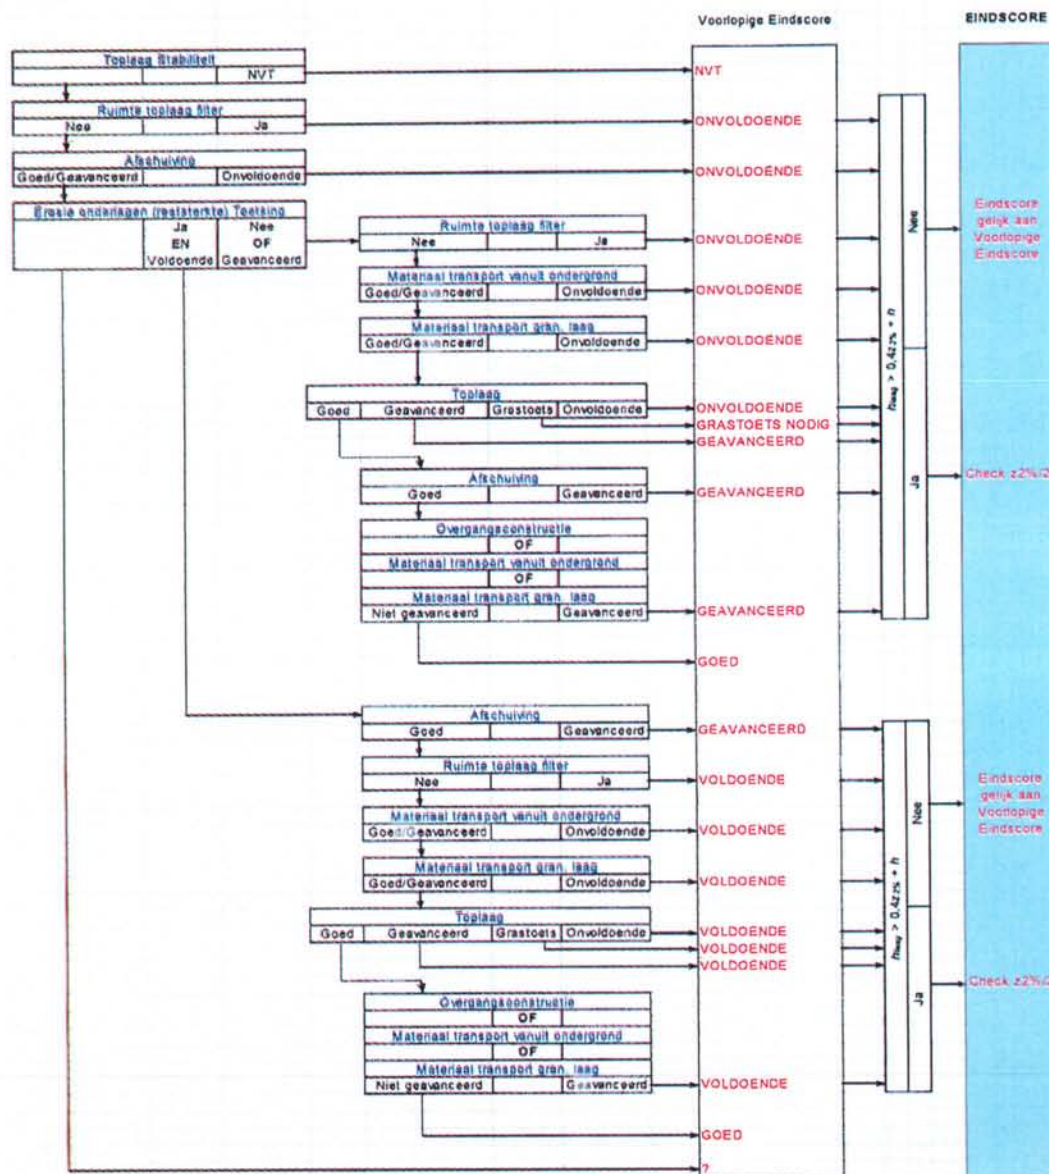 Voorlopige Eindscore
EINDSCORE
Toplaag Stabiliteit
NVT
NVT
Ruimte toplaag filter
Nee Ja
ONVOLDOENDE
Afschuiving
Goed/Geavanceerd Onvoldoende
ONVOLDOENDE
Erosie onderlagen (reststerkte) Toetsing
Ja Nee
EN OF
Voldoende Geavanceerd
Ruimte toplaag filter
Nee Ja
ONVOLDOENDE
Materiaal transport vanuit ondergrond
Goed/Geavanceerd Onvoldoende
ONVOLDOENDE
Materiaal transport gran. laag
Goed/Geavanceerd Onvoldoende
ONVOLDOENDE
Toplaag
Goed Geavanceerd Grastoets Onvoldoende
ONVOLDOENDE
GRASTOETS NODIG
GEAVANCEERD
Afschuiving
Goed Geavanceerd
GEAVANCEERD
Overgangsconstructie
OF
Materiaal transport vanuit ondergrond
OF
Materiaal transport gran. laag
Niet geavanceerd Geavanceerd
GEAVANCEERD
GOED
Nee
Ja
Eindscore
gelijk aan
Voorlopige
Eindscore
Check z2%/2
Afschuiving
Goed Geavanceerd
GEAVANCEERD
Ruimte toplaag filter
Nee Ja
VOLDOENDE
Materiaal transport vanuit ondergrond
Goed/Geavanceerd Onvoldoende
VOLDOENDE
Materiaal transport gran. laag
Goed/Geavanceerd Onvoldoende
VOLDOENDE
Toplaag
Goed Geavanceerd Grastoets Onvoldoende
VOLDOENDE
VOLDOENDE
VOLDOENDE
Overgangsconstructie
OF
Materiaal transport vanuit ondergrond
OF
Materiaal transport gran. laag
Niet geavanceerd Geavanceerd
VOLDOENDE
GOED
?
Nee
Ja
Eindscore
gelijk aan
Voorlopige
Eindscore
Check z2%/2